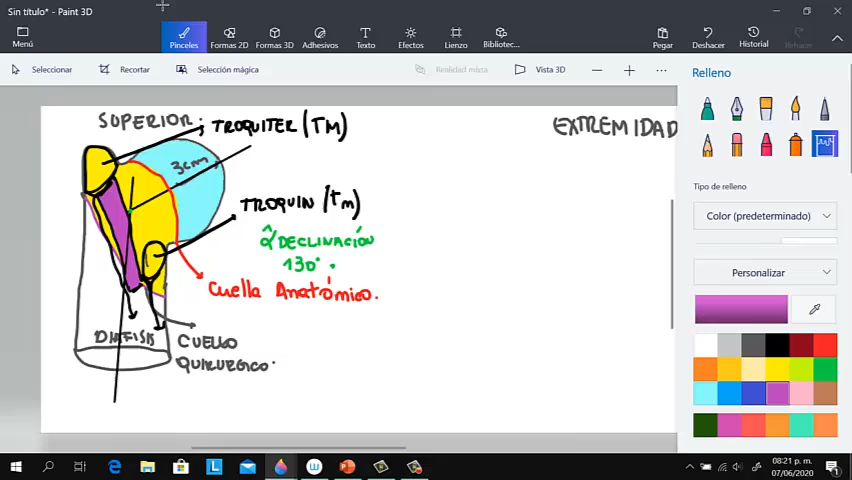 Sin título* - Paint 3D
Menú
Pinceles
Formas 2D
Formas 3D
Adhesivos
Texto
Efectos
Lienzo
Bibliotec...
Pegar
Deshacer
Historial
Rehacer
Seleccionar
Recortar
Selección mágica
Realidad mixta
Vista 3D
Relleno
Tipo de relleno
Color (predeterminado)
Personalizar
SUPERIOR:
TROQUITER (TM)
EXTREMIDAD
3cm
TROQUIN (Tm)
α̂ DECLINACIÓN
130°.
Cuella Anatómico.
DIAFISIS
CUELLO
QUIRURGICO.
08:21 p. m.
07/06/2020